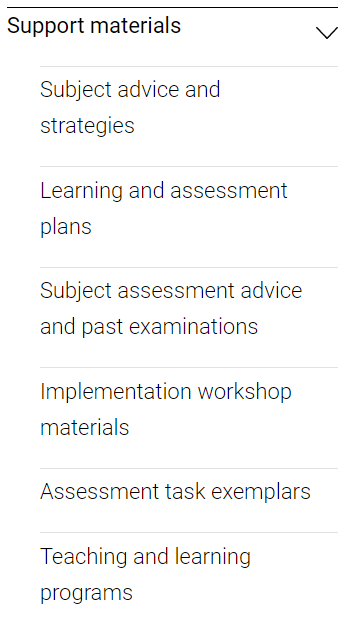 Support materials
Subject advice and
strategies
Learning and assessment
plans
Subject assessment advice
and past examinations
Implementation workshop
materials
Assessment task exemplars
Teaching and learning
programs